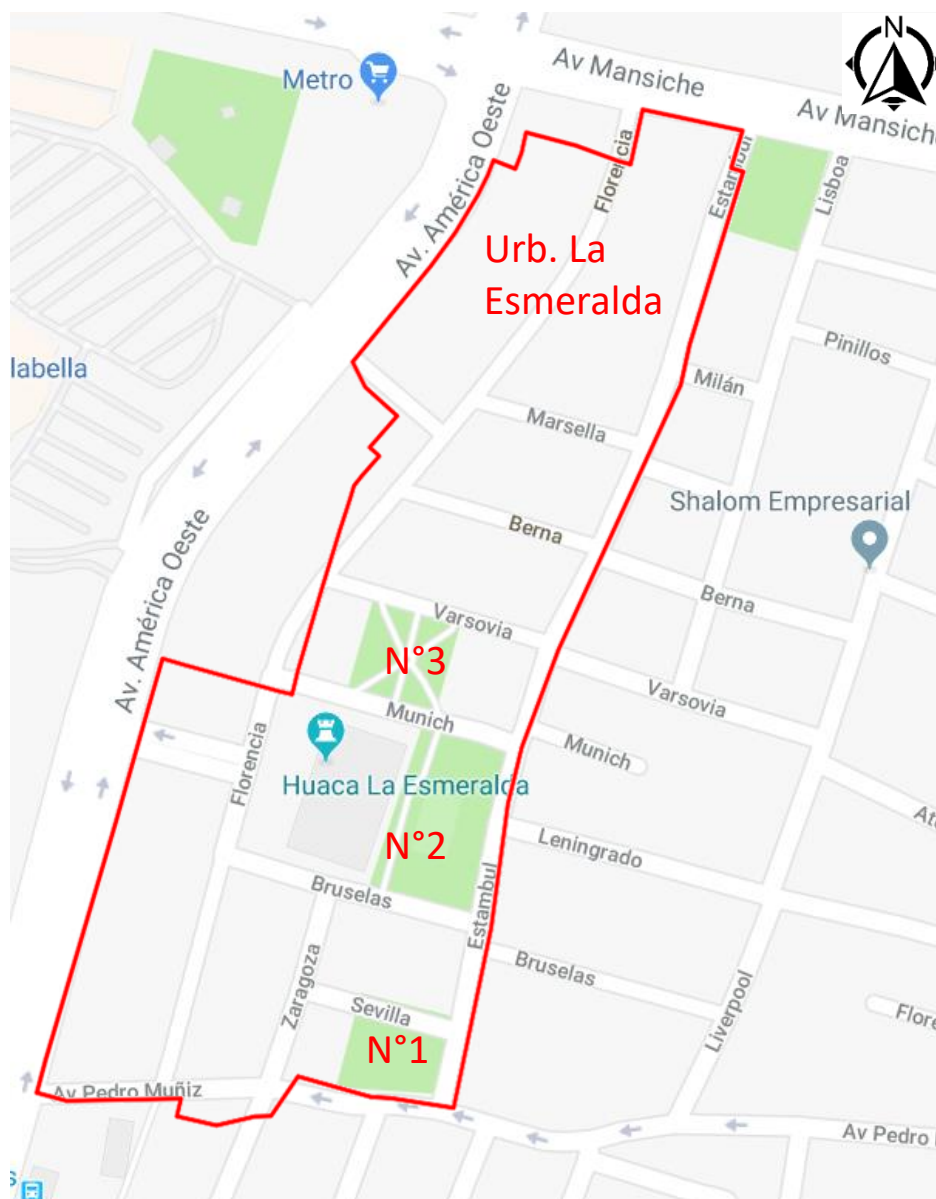 N
Av Mansiche
Metro
Av Mansiche
Av. América Oeste
Florencia
Estambul
Lisboa
Urb. La
Esmeralda
Pinillos
labella
Milán
Marsella
Shalom Empresarial
Berna
Av. América Oeste
Berna
Varsovia
N°3
Varsovia
Munich
Munich
Florencia
Huaca La Esmeralda
N°2
Leningrado
Bruselas
Estambul
Bruselas
Zaragoza
Sevilla
Liverpool
Flore
N°1
Av Pedro Muñiz
Av Pedro
s